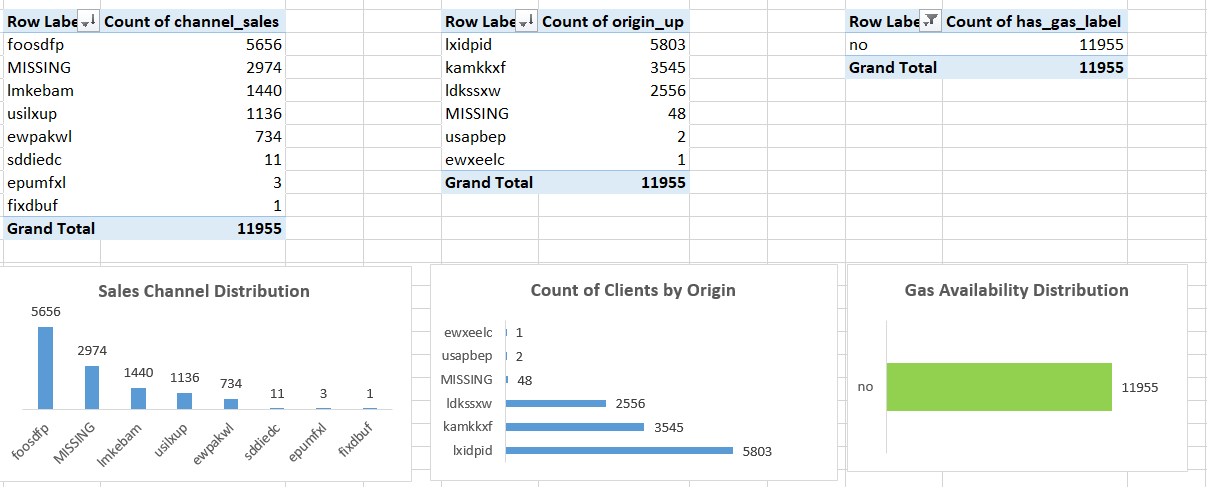 Row Labe Count of channel_sales
foosdfp 5656
MISSING 2974
lmkebam 1440
usilxup 1136
ewpakwl 734
sddiedc 11
epumfxl 3
fixdbuf 1
Grand Total 11955
Row Labe Count of origin_up
lxidpid 5803
kamkkxf 3545
ldkssxw 2556
MISSING 48
usapbep 2
ewxeelc 1
Grand Total 11955
Row Labe Count of has_gas_label
no 11955
Grand Total 11955
Sales Channel Distribution
5656
2974
1440
1136
734
11
3
1
foosdfp
MISSING
lmkebam
usilxup
ewpakwl
sddiedc
epumfxl
fixdbuf
Count of Clients by Origin
ewxeelc 1
usapbep 2
MISSING 48
ldkssxw 2556
kamkkxf 3545
lxidpid 5803
Gas Availability Distribution
no 11955